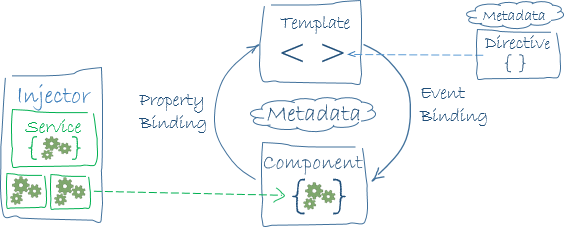 Template
< >
Metadata
Directive
{ }
Injector
Service
{ }
Property
Binding
Metadata
Event
Binding
Component
{ }